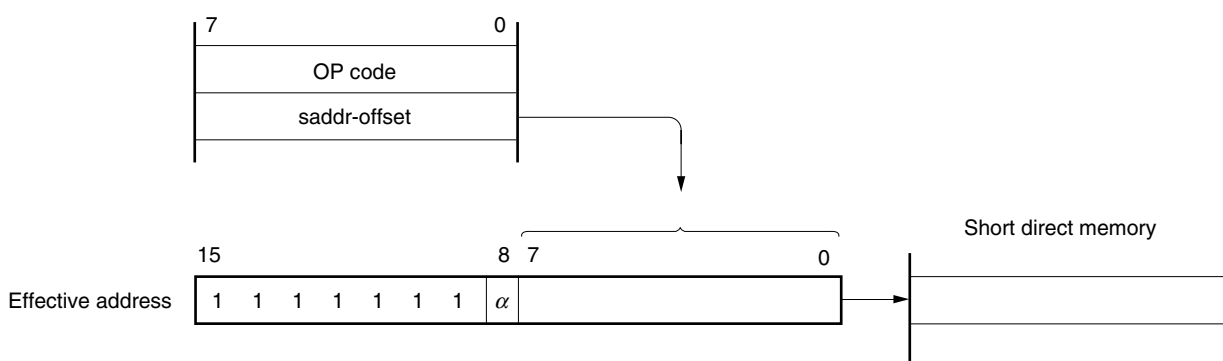 7 0
OP code
saddr-offset
Short direct memory
15 8 7 0
Effective address 1 1 1 1 1 1 1 α